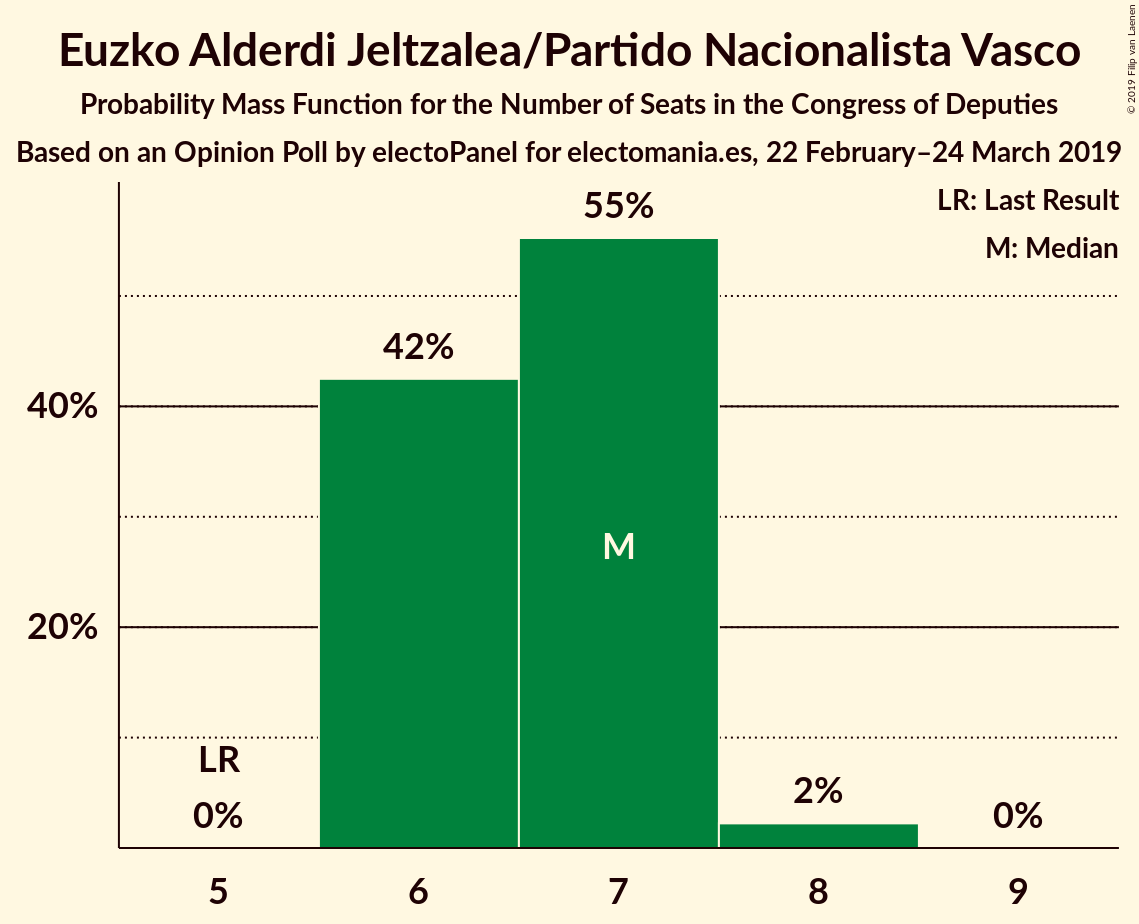 Euzko Alderdi Jeltzalea/Partido Nacionalista Vasco
Probability Mass Function for the Number of Seats in the Congress of Deputies
Based on an Opinion Poll by electoPanel for electomania.es, 22 February–24 March 2019
© 2019 Filip van Laenen
LR: Last Result
M: Median
55%
42%
40%
M
20%
LR
0%
2%
0%
5
6
7
8
9